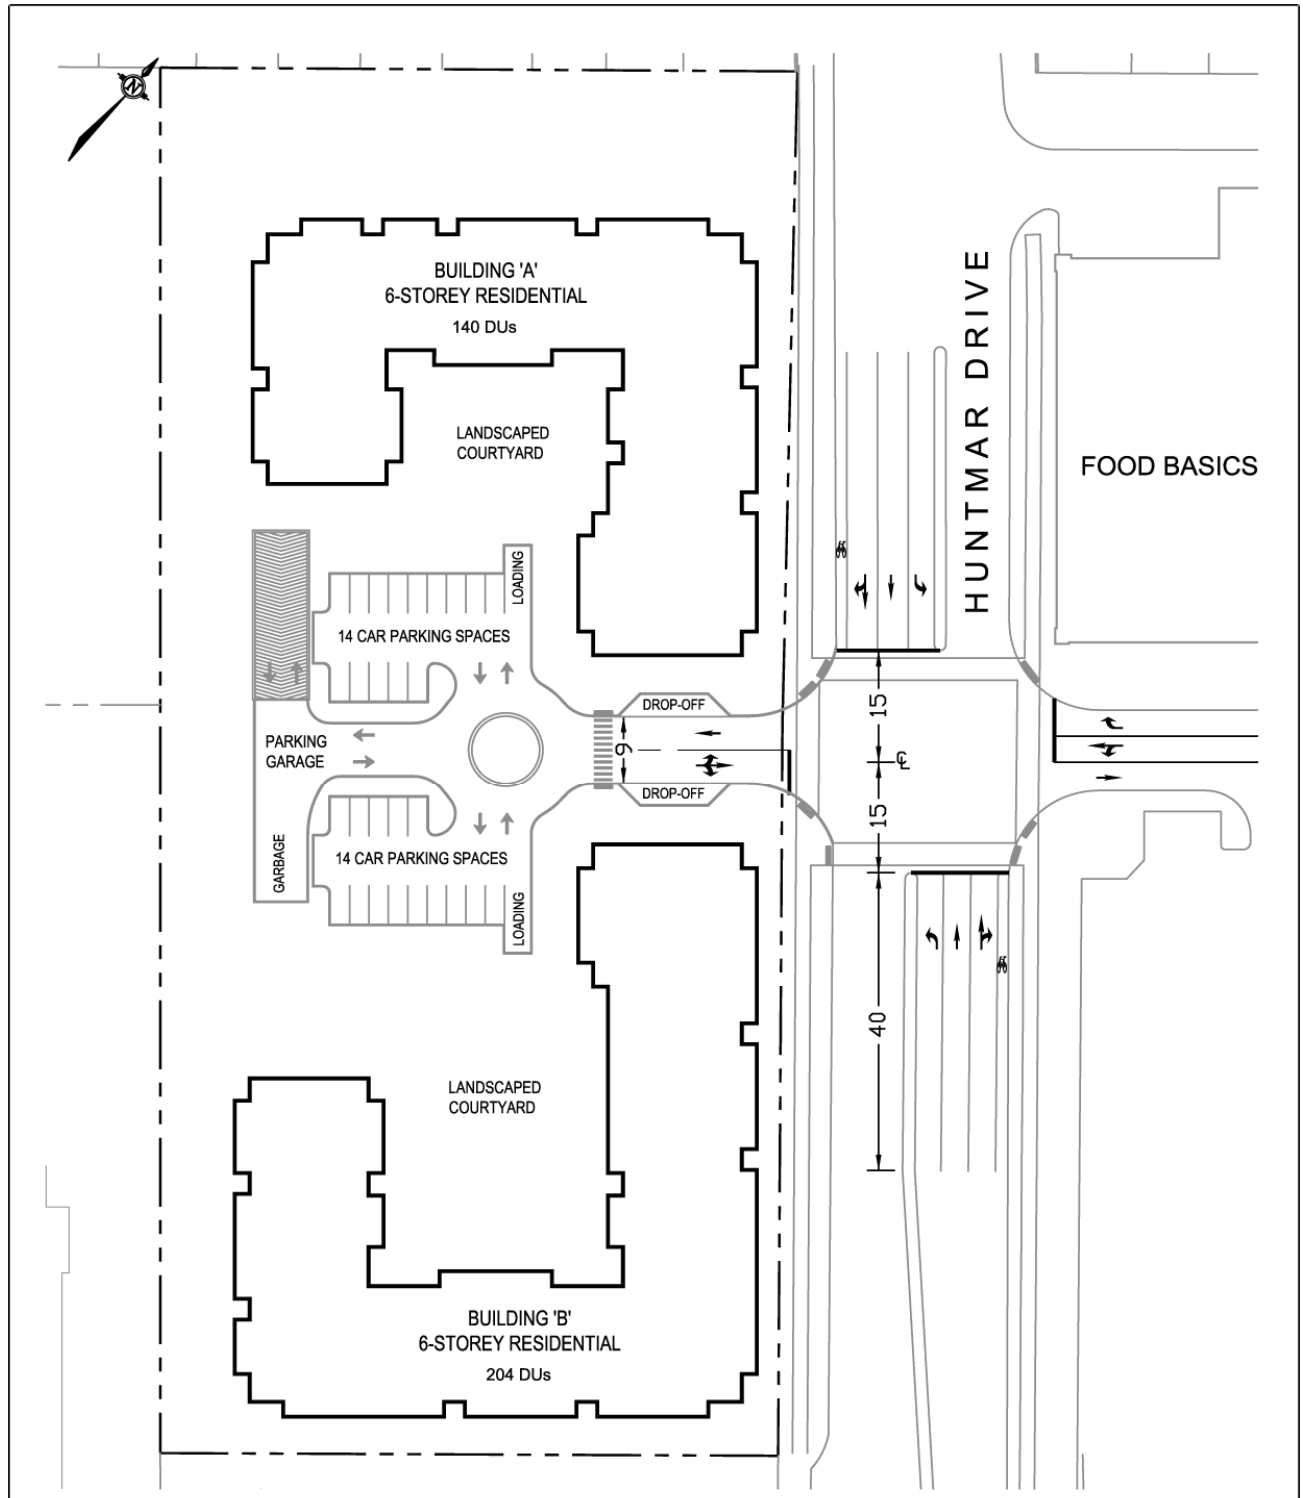 N
BUILDING 'A'
6-STOREY RESIDENTIAL
140 DUs
HUNTMAR DRIVE
LANDSCAPED
COURTYARD
FOOD BASICS
LOADING
14 CAR PARKING SPACES
DROP-OFF
15
PARKING
GARAGE
9
℄
DROP-OFF
15
GARBAGE
14 CAR PARKING SPACES
LOADING
40
LANDSCAPED
COURTYARD
BUILDING 'B'
6-STOREY RESIDENTIAL
204 DUs